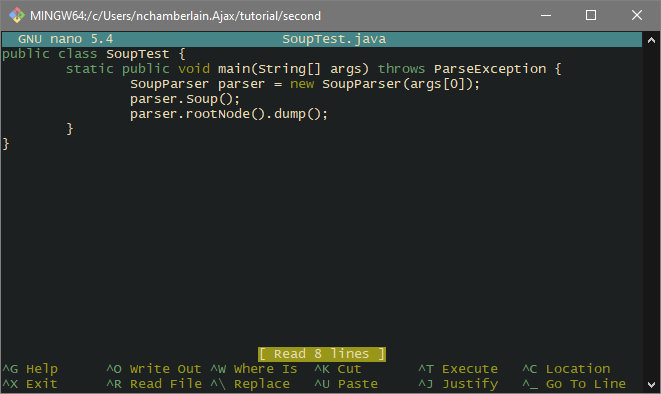 MINGW64:/c/Users/nchamberlain.Ajax/tutorial/second
GNU nano 5.4 SoupTest.java
public class SoupTest {
static public void main(String[] args) throws ParseException {
SoupParser parser = new SoupParser(args[0]);
parser.Soup();
parser.rootNode().dump();
}
}
[ Read 8 lines ]
^G Help ^O Write Out ^W Where Is ^K Cut ^T Execute ^C Location
^X Exit ^R Read File ^\ Replace ^U Paste ^J Justify ^_ Go To Line